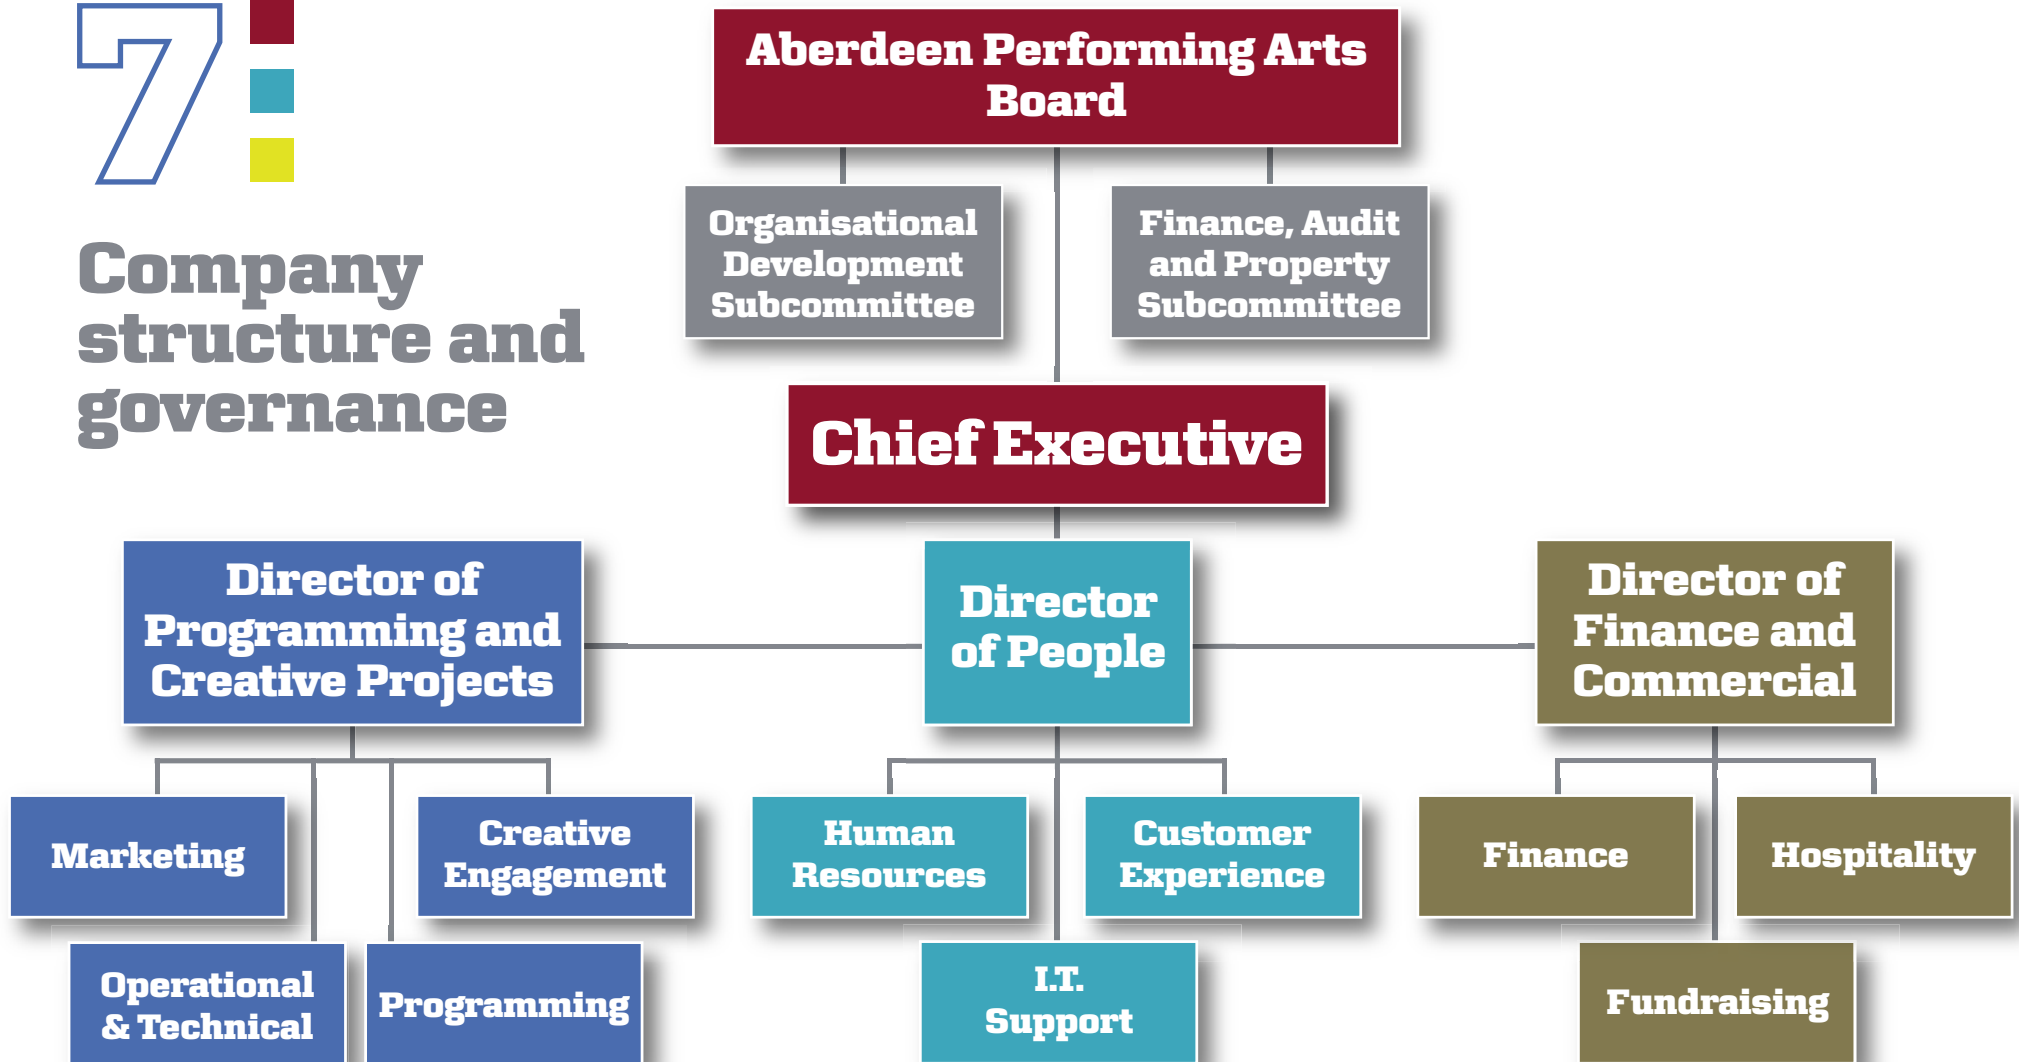 7
Company
structure and
governance
Aberdeen Performing Arts
Board
Organisational
Development
Subcommittee
Finance, Audit
and Property
Subcommittee
Chief Executive
Director of
Programming and
Creative Projects
Director
of People
Director of
Finance and
Commercial
Marketing
Creative
Engagement
Operational
& Technical
Programming
Human
Resources
Customer
Experience
I.T.
Support
Finance
Hospitality
Fundraising